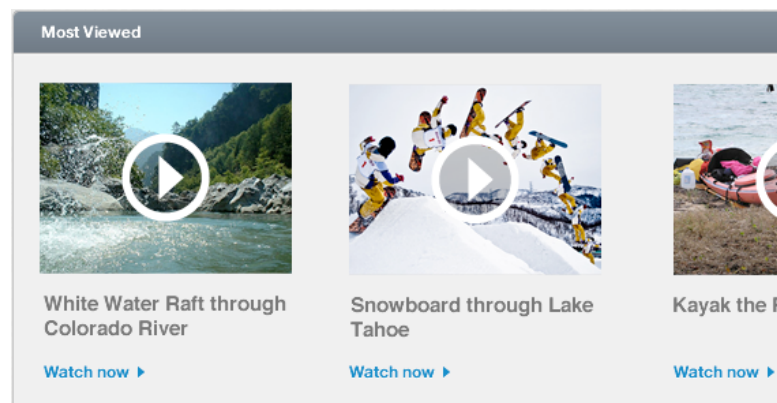 Most Viewed
White Water Raft through
Colorado River
Watch now
Snowboard through Lake
Tahoe
Watch now
Kayak the
Watch now